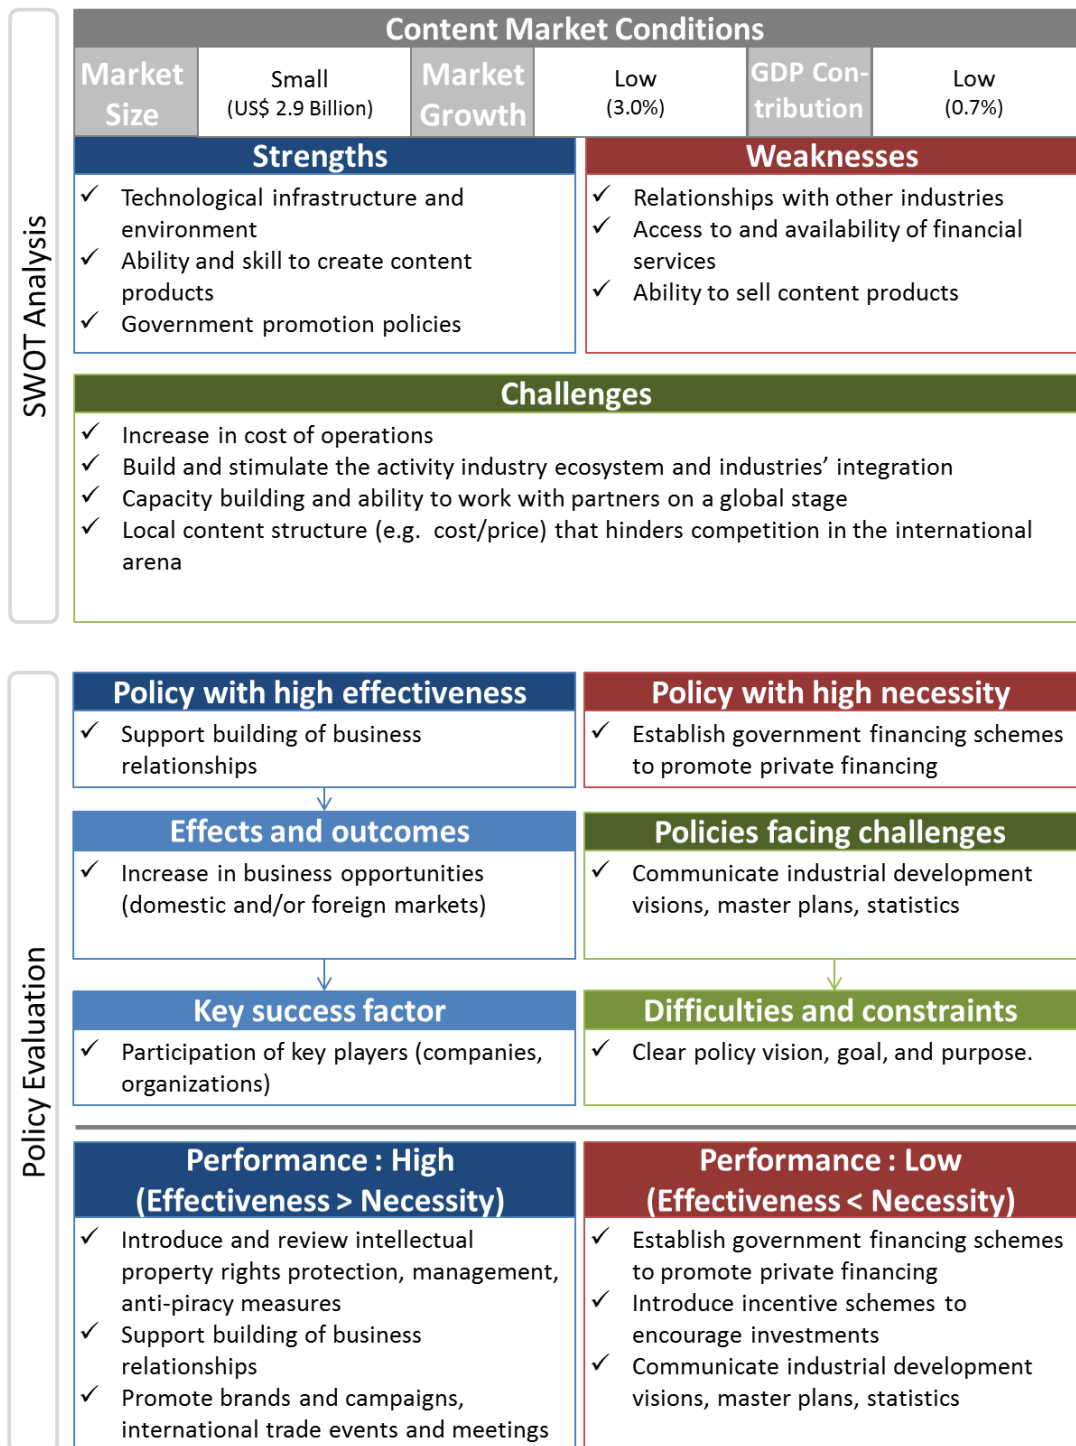 Content Market Conditions
Market
Size
Small
(US$ 2.9 Billion)
Market
Growth
Low
(3.0%)
GDP Con-
tribution
Low
(0.7%)
SWOT Analysis
Strengths
✓ Technological infrastructure and
environment
✓ Ability and skill to create content
products
✓ Government promotion policies
Weaknesses
✓ Relationships with other industries
✓ Access to and availability of financial
services
✓ Ability to sell content products
Challenges
✓ Increase in cost of operations
✓ Build and stimulate the activity industry ecosystem and industries’ integration
✓ Capacity building and ability to work with partners on a global stage
✓ Local content structure (e.g. cost/price) that hinders competition in the international
arena
Policy Evaluation
Policy with high effectiveness
✓ Support building of business
relationships
Policy with high necessity
✓ Establish government financing schemes
to promote private financing
Effects and outcomes
✓ Increase in business opportunities
(domestic and/or foreign markets)
Policies facing challenges
✓ Communicate industrial development
visions, master plans, statistics
Key success factor
✓ Participation of key players (companies,
organizations)
Difficulties and constraints
✓ Clear policy vision, goal, and purpose.
Performance : High
(Effectiveness > Necessity)
✓ Introduce and review intellectual
property rights protection, management,
anti-piracy measures
✓ Support building of business
relationships
✓ Promote brands and campaigns,
international trade events and meetings
Performance : Low
(Effectiveness < Necessity)
✓ Establish government financing schemes
to promote private financing
✓ Introduce incentive schemes to
encourage investments
✓ Communicate industrial development
visions, master plans, statistics